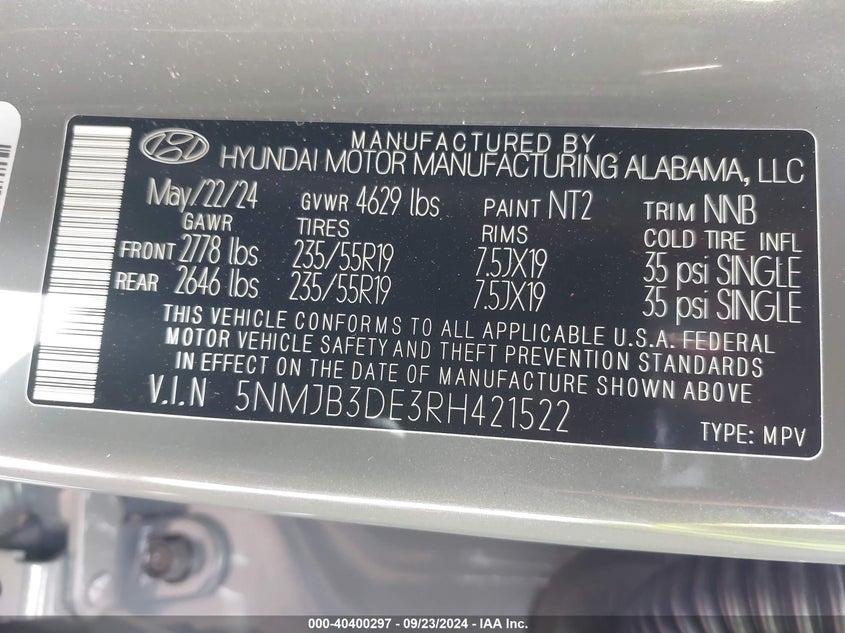 MANUFACTURED BY
HYUNDAI MOTOR MANUFACTURING ALABAMA, LLC
May/22/24 GVWR 4629 lbs PAINT NT2 TRIM NNB
GAWR TIRES RIMS COLD TIRE INFL
FRONT 2778 lbs 235/55R19 7.5JX19 35 psi SINGLE
REAR 2646 lbs 235/55R19 7.5JX19 35 psi SINGLE
THIS VEHICLE CONFORMS TO ALL APPLICABLE U.S.A. FEDERAL
MOTOR VEHICLE SAFETY AND THEFT PREVENTION STANDARDS
IN EFFECT ON THE DATE OF MANUFACTURE SHOWN ABOVE
V.I.N 5NMJB3DE3RH421522
TYPE: MPV
000-40400297 - 09/23/2024 - IAA Inc.